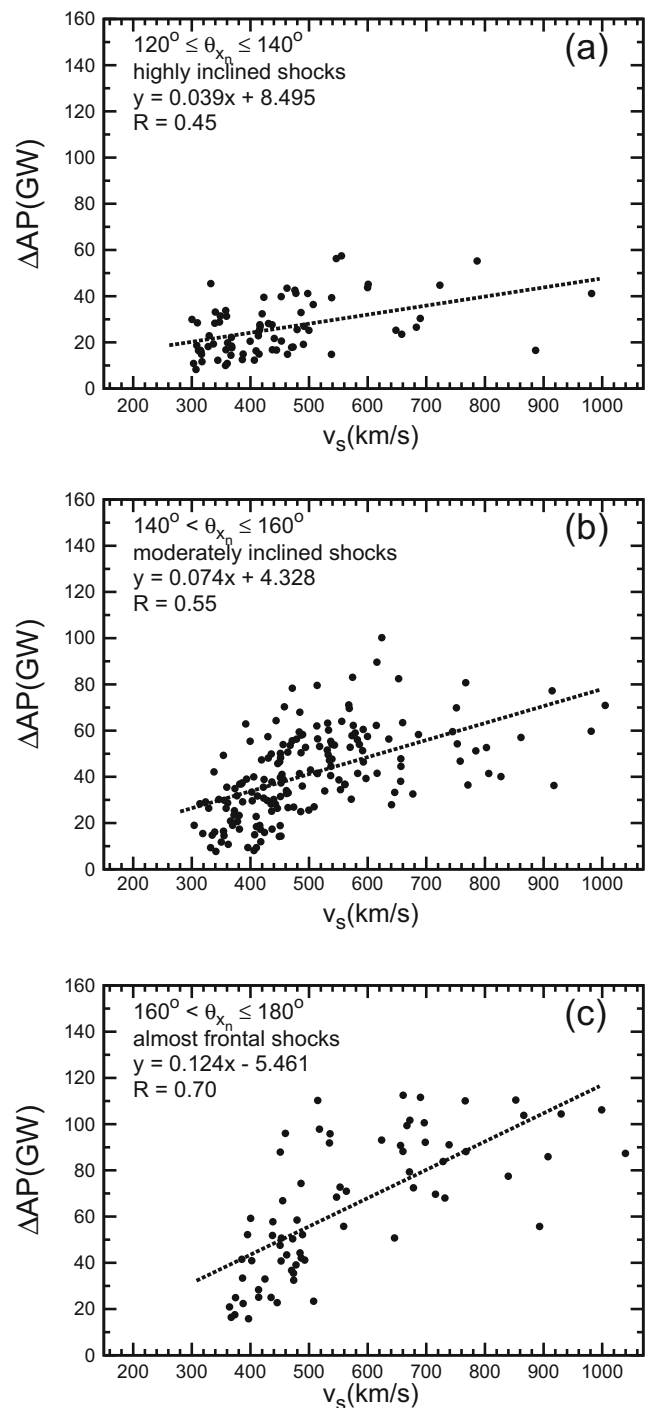 (a)
120° ≤ θxn ≤ 140°
highly inclined shocks
y = 0.039x + 8.495
R = 0.45
ΔAP(GW)
160
140
120
100
80
60
40
20
0
200 300 400 500 600 700 800 900 1000
vs(km/s)
(b)
140° < θxn ≤ 160°
moderately inclined shocks
y = 0.074x + 4.328
R = 0.55
ΔAP(GW)
160
140
120
100
80
60
40
20
0
200 300 400 500 600 700 800 900 1000
vs(km/s)
(c)
160° < θxn ≤ 180°
almost frontal shocks
y = 0.124x - 5.461
R = 0.70
ΔAP(GW)
160
140
120
100
80
60
40
20
0
200 300 400 500 600 700 800 900 1000
vs(km/s)